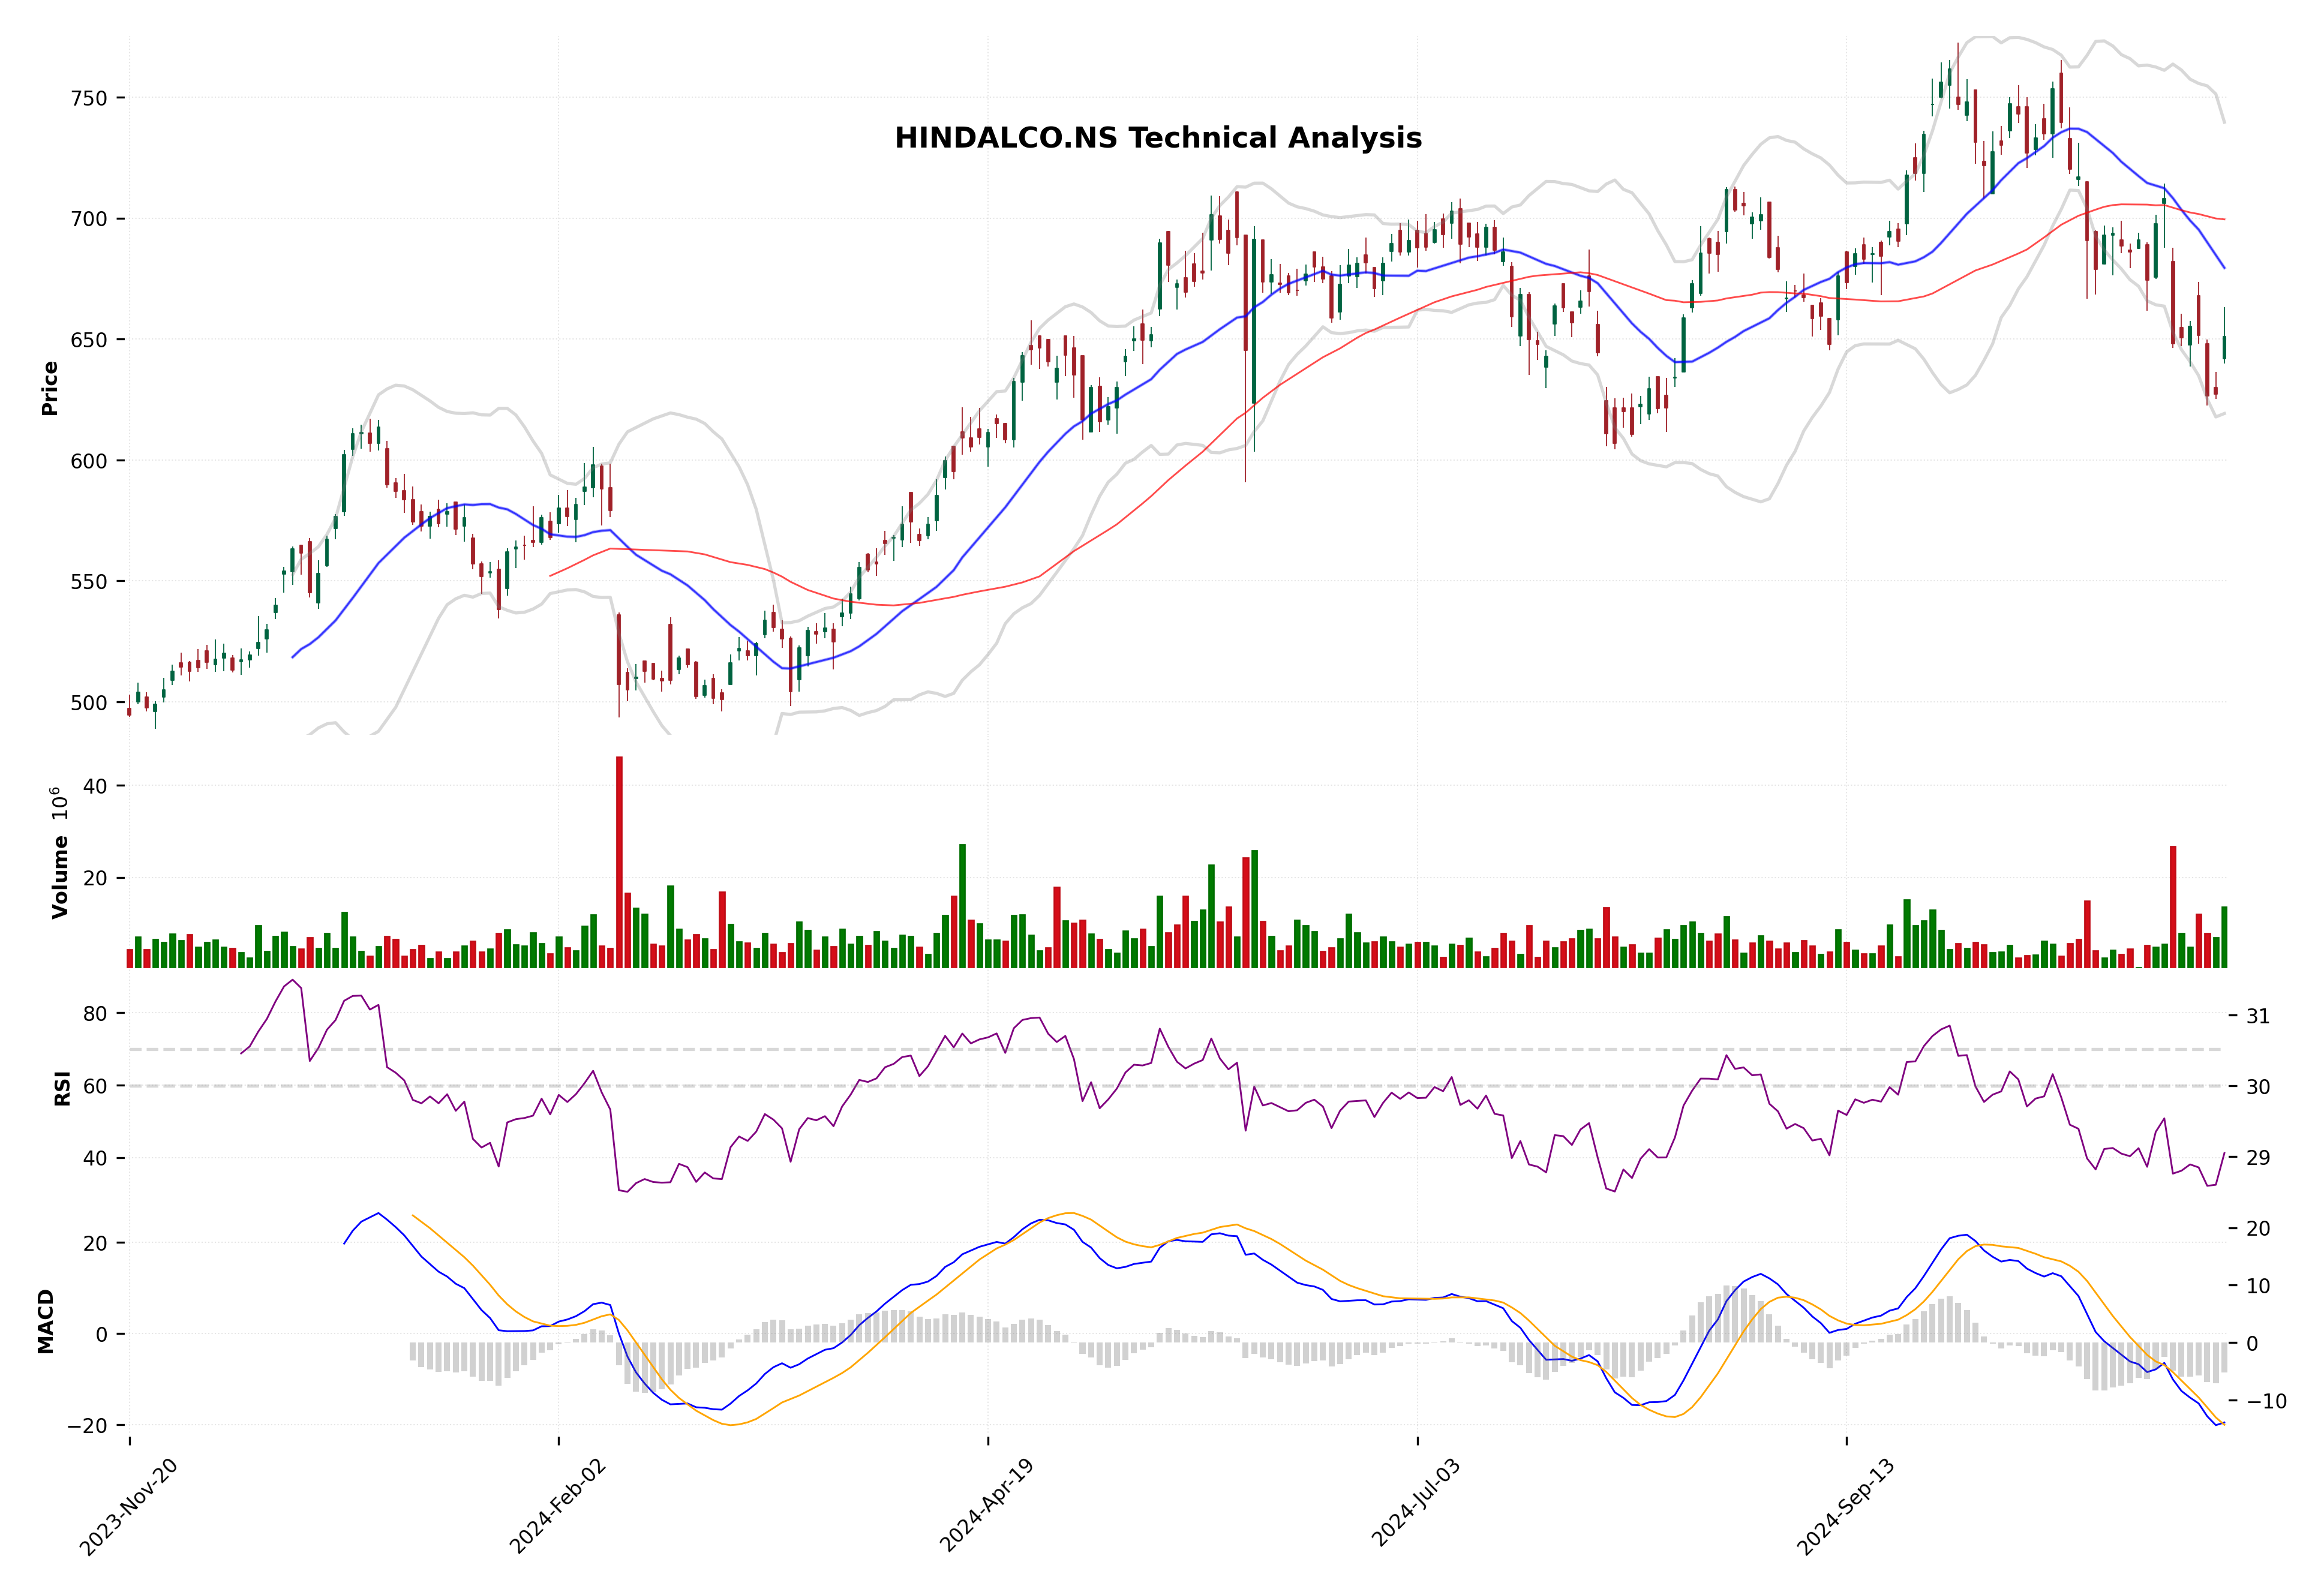 HINDALCO.NS Technical Analysis
Price
750
700
650
600
550
500
Volume 10⁶
40
20
RSI
80
60
40
31
30
29
MACD
20
0
−20
20
10
0
−10
2023-Nov-20
2024-Feb-02
2024-Apr-19
2024-Jul-03
2024-Sep-13